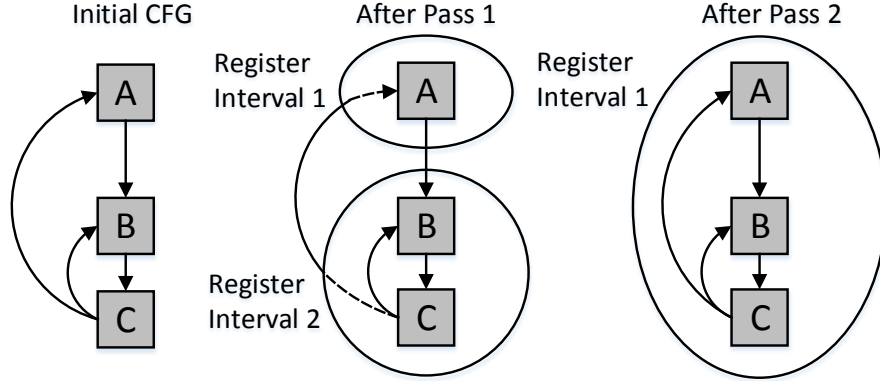 Initial CFG
A
B
C
After Pass 1
Register
Interval 1
A
B
Register
Interval 2
C
After Pass 2
Register
Interval 1
A
B
C